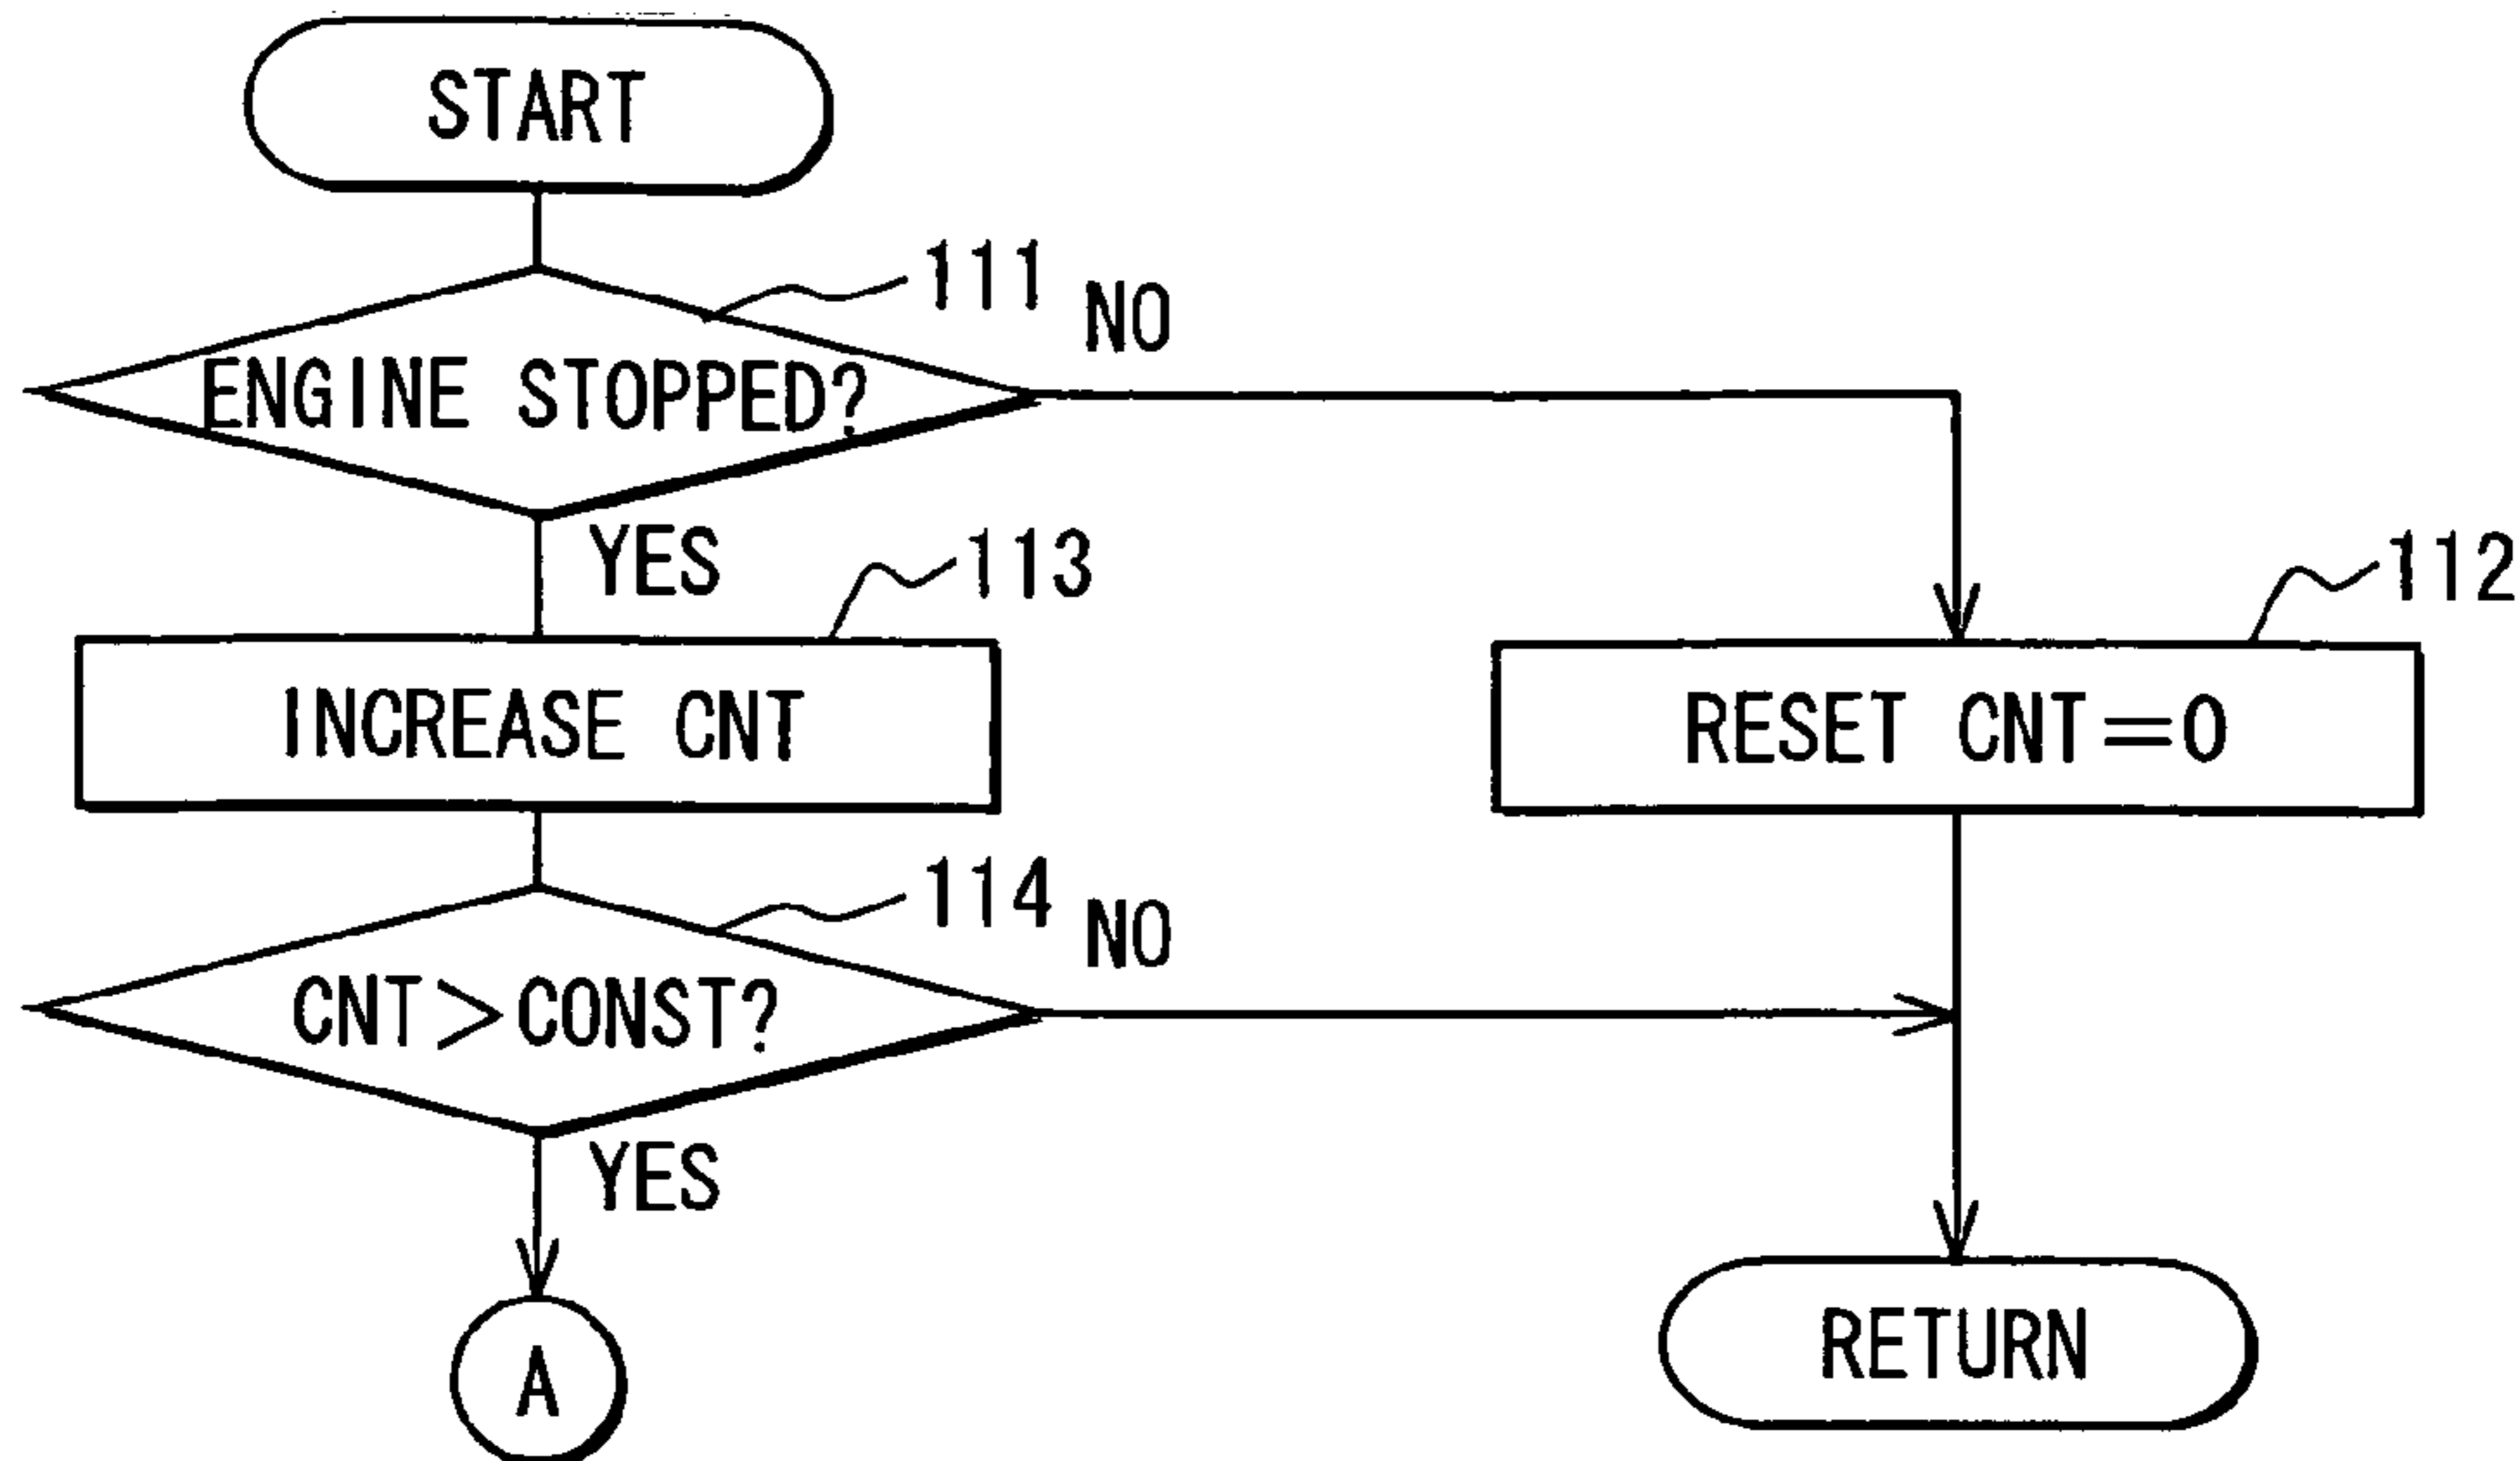 START
111
NO
ENGINE STOPPED?
YES
113
112
INCREASE CNT
RESET CNT=0
114
NO
CNT>CONST?
YES
RETURN
A